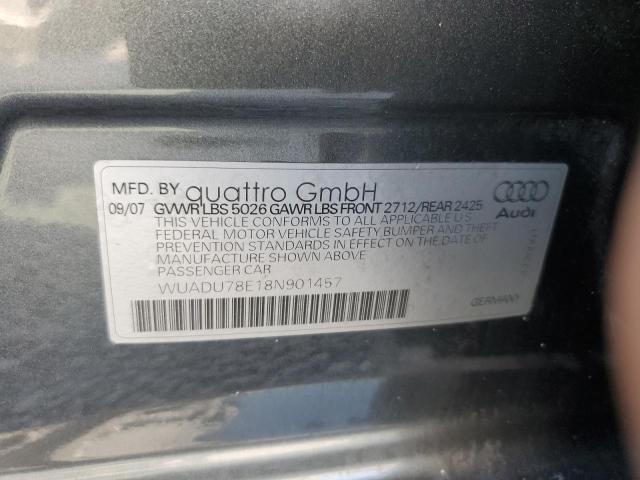 MFD. BY quattro GmbH
09/07 GVWR LBS 5026 GAWR LBS FRONT 2712/REAR 2425
THIS VEHICLE CONFORMS TO ALL APPLICABLE U.S.
FEDERAL MOTOR VEHICLE SAFETY BUMPER AND THEFT
PREVENTION STANDARDS IN EFFECT ON THE DATE OF
MANUFACTURE SHOWN ABOVE
PASSENGER CAR
WUADU78E18N901457
Audi
GERMANY